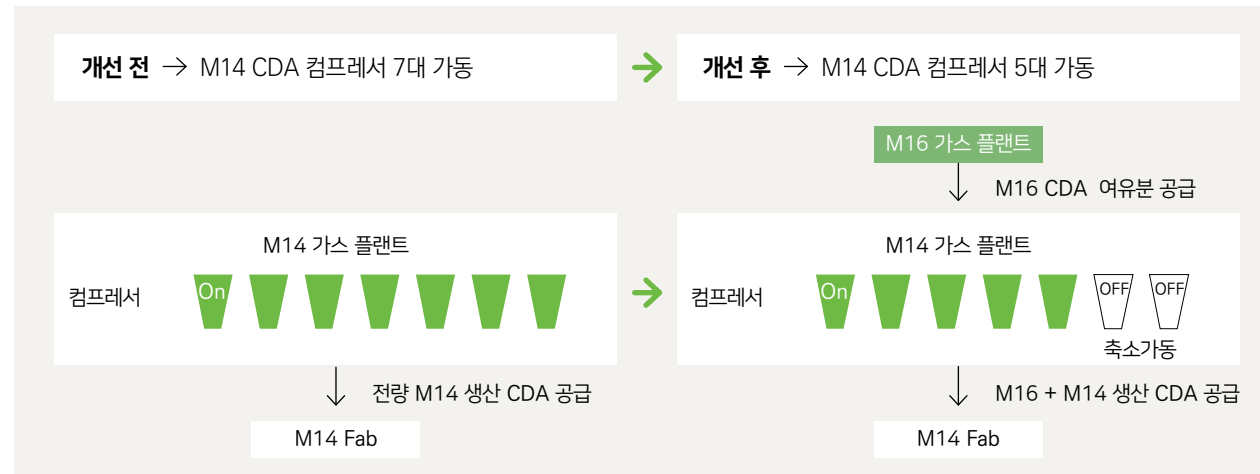 개선 전 → M14 CDA 컴프레서 7대 가동
개선 후 → M14 CDA 컴프레서 5대 가동
M16 가스 플랜트
M16 CDA 여유분 공급
M14 가스 플랜트
컴프레서
On
전량 M14 생산 CDA 공급
M14 Fab
M14 가스 플랜트
컴프레서
On
OFF OFF
축소가동
M16 + M14 생산 CDA 공급
M14 Fab